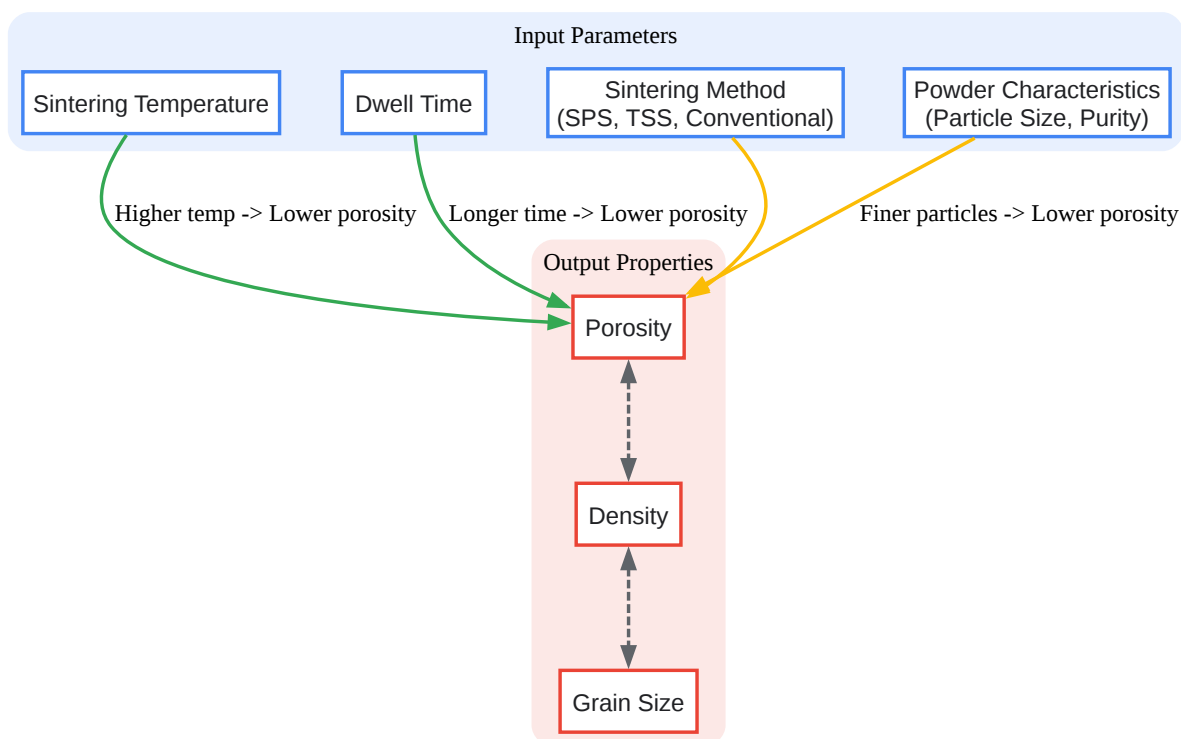 Input Parameters
Sintering Temperature
Dwell Time
Sintering Method
(SPS, TSS, Conventional)
Powder Characteristics
(Particle Size, Purity)
Higher temp -> Lower porosity
Longer time -> Lower porosity
Finer particles -> Lower porosity
Output Properties
Porosity
Density
Grain Size